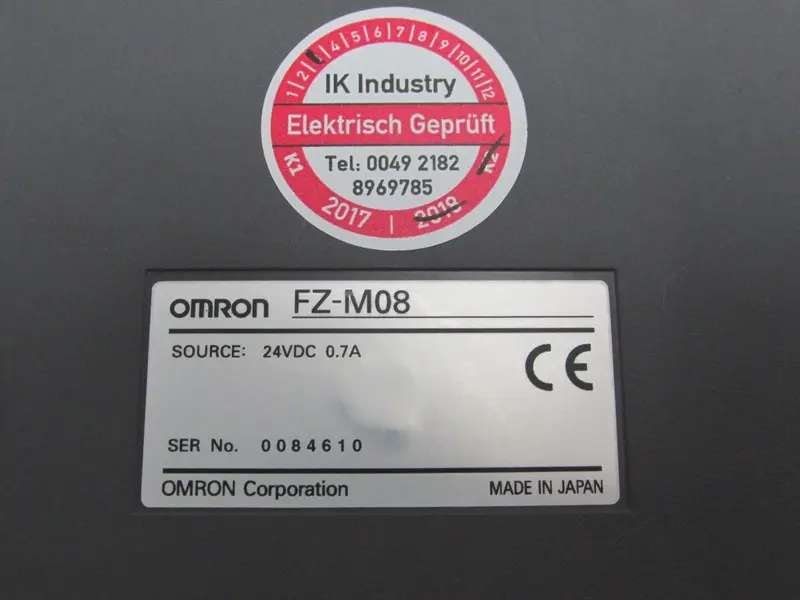 1 2 3 4 5 6 7 8 9 10 11 12
IK Industry
Elektrisch Geprüft
K1 Tel: 0049 2182 K2
8969785
2017 | 2018
OMRON FZ-M08
SOURCE: 24VDC 0.7A
CE
SER No. 0084610
OMRON Corporation MADE IN JAPAN